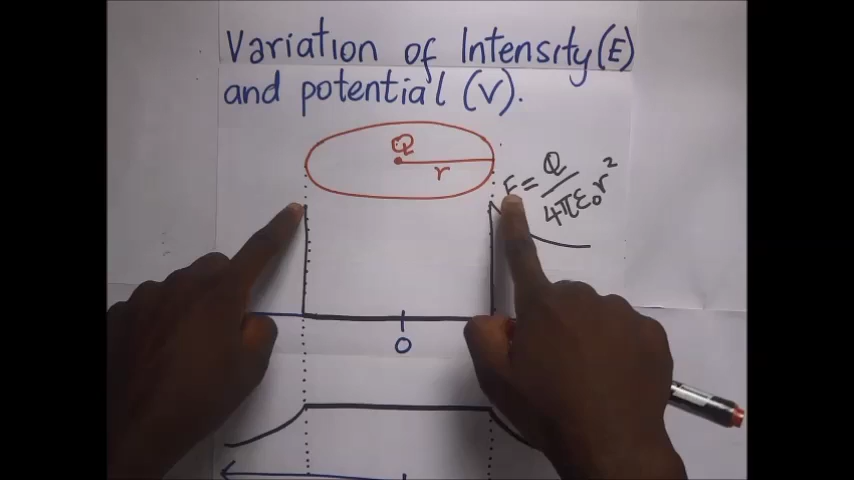 Variation of Intensity(E)
and potential (V).
Q
r
E = Q / 4πε₀r²
0